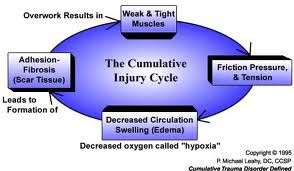 Overwork Results in
Weak & Tight
Muscles
The Cumulative
Injury Cycle
Friction Pressure,
& Tension
Decreased Circulation
Swelling (Edema)
Decreased oxygen called "hypoxia"
Adhesion-
Fibrosis
(Scar Tissue)
Leads to
Formation of
Copyright © 1995
P. Michael Leahy, DC, CCSP
Cumulative Trauma Disorder Defined